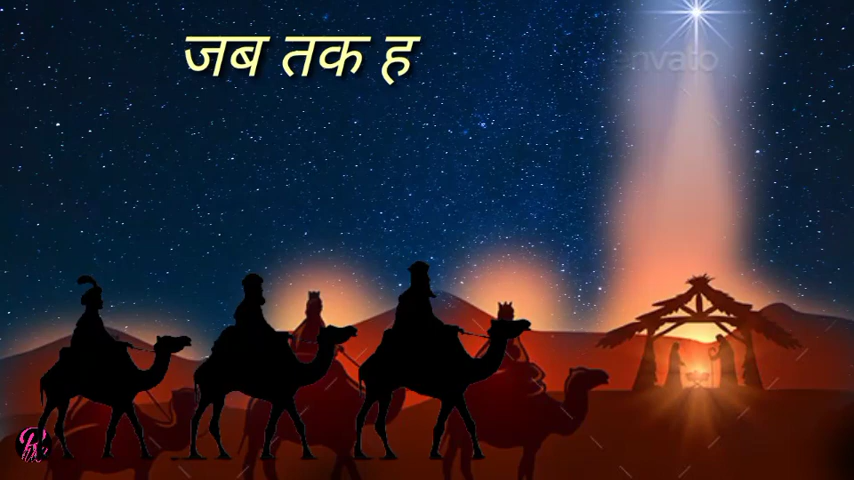 जब तक ह
envato